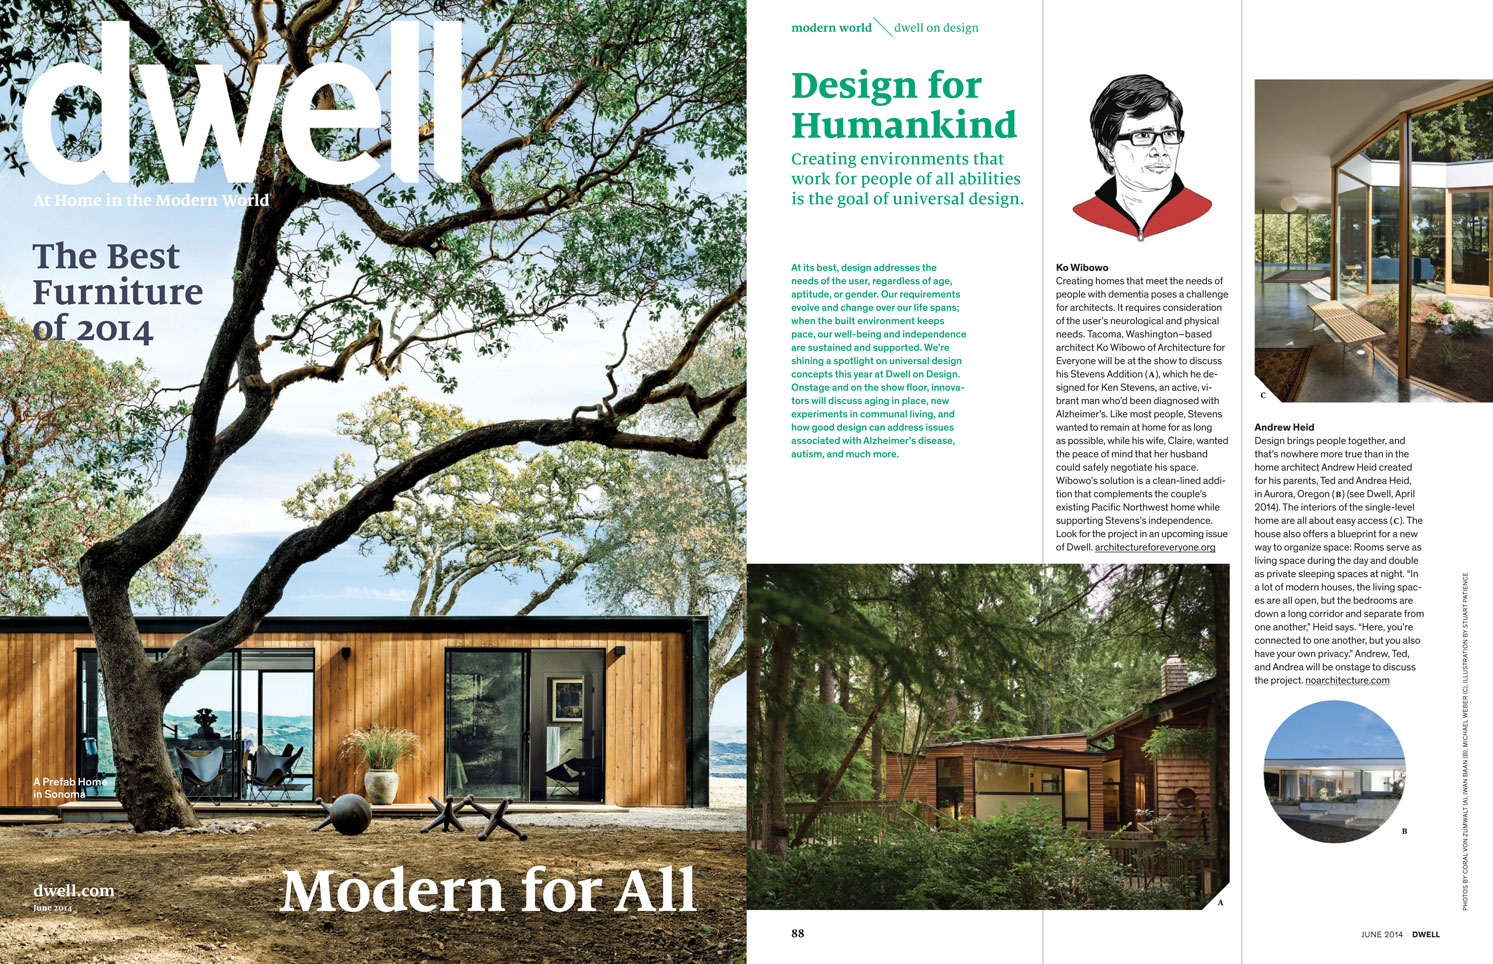 dwell
At Home in the Modern World
The Best
Furniture
of 2014
A Prefab Home
in Sonoma
dwell.com
June 2014
Modern for All
modern world \ dwell on design
Design for
Humankind
Creating environments that
work for people of all abilities
is the goal of universal design.
At its best, design addresses the
needs of the user, regardless of age,
aptitude, or gender. Our requirements
evolve and change over our life spans;
when the built environment keeps
pace, our well-being and independence
are sustained and supported. We're
shining a spotlight on universal design
concepts this year at Dwell on Design.
Onstage and on the show floor, innova-
tors will discuss aging in place, new
experiments in communal living, and
how good design can address issues
associated with Alzheimer's disease,
autism, and much more.
Ko Wibowo
Creating homes that meet the needs of
people with dementia poses a challenge
for architects. It requires consideration
of the user's neurological and physical
needs. Tacoma, Washington–based
architect Ko Wibowo of Architecture for
Everyone will be at the show to discuss
his Stevens Addition (A), which he de-
signed for Ken Stevens, an active, vi-
brant man who'd been diagnosed with
Alzheimer's. Like most people, Stevens
wanted to remain at home for as long
as possible, while his wife, Claire, wanted
the peace of mind that her husband
could safely negotiate his space.
Wibowo's solution is a clean-lined addi-
tion that complements the couple's
existing Pacific Northwest home while
supporting Stevens's independence.
Look for the project in an upcoming issue
of Dwell. architectureforeveryone.org
A
C
Andrew Heid
Design brings people together, and
that's nowhere more true than in the
home architect Andrew Heid created
for his parents, Ted and Andrea Heid,
in Aurora, Oregon (B) (see Dwell, April
2014). The interiors of the single-level
home are all about easy access (C). The
house also offers a blueprint for a new
way to organize space: Rooms serve as
living space during the day and double
as private sleeping spaces at night. "In
a lot of modern houses, the living spac-
es are all open, but the bedrooms are
down a long corridor and separate from
one another," Heid says. "Here, you're
connected to one another, but you also
have your own privacy." Andrew, Ted,
and Andrea will be onstage to discuss
the project. noarchitecture.com
B
PHOTOS BY CORAL VON ZUMWALT (A), IWAN BAAN (B), MICHAEL WEBER (C); ILLUSTRATION BY STUART PATIENCE
88
JUNE 2014 DWELL